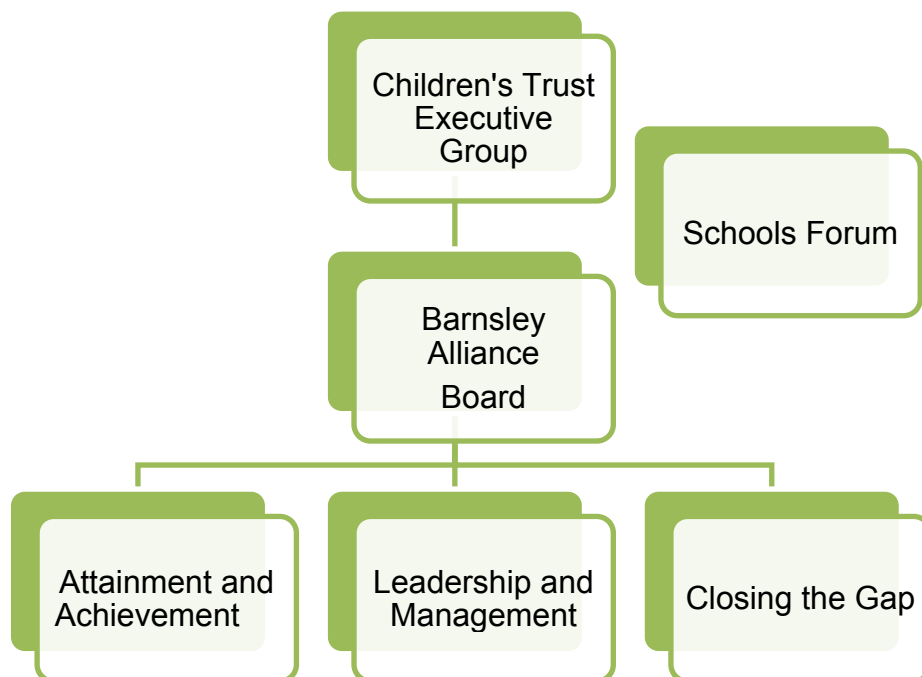 Children's Trust
Executive
Group
Schools Forum
Barnsley
Alliance
Board
Attainment and
Achievement
Leadership and
Management
Closing the Gap